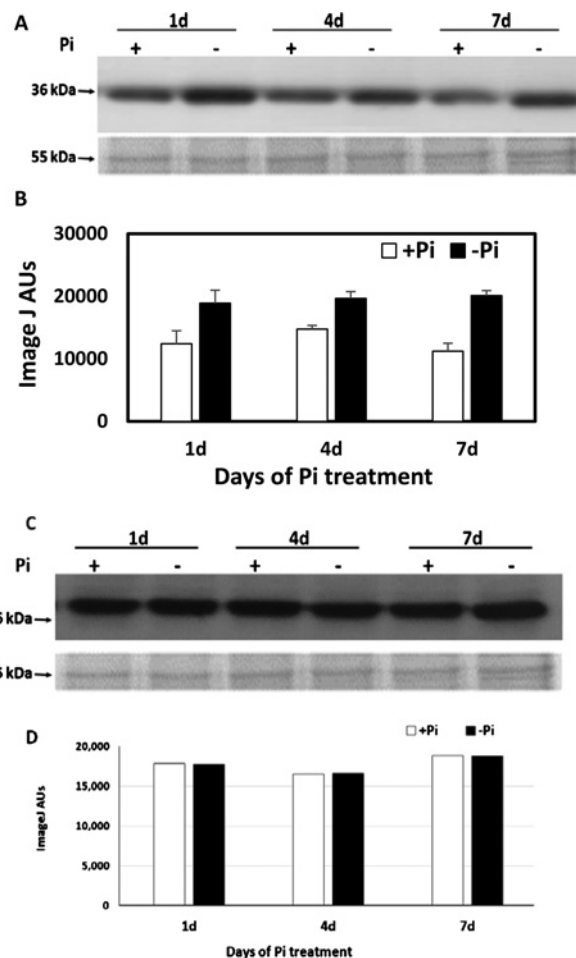 A
1d 4d 7d
Pi + - + - + -
36 kDa
55 kDa
B
30000
20000
10000
0
Image J AUs
+Pi -Pi
1d 4d 7d
Days of Pi treatment
C
1d 4d 7d
Pi + - + - + -
6 kDa
6 kDa
D
+Pi -Pi
20,000
15,000
10,000
5,000
0
ImageJ AUs
1d 4d 7d
Days of Pi treatment